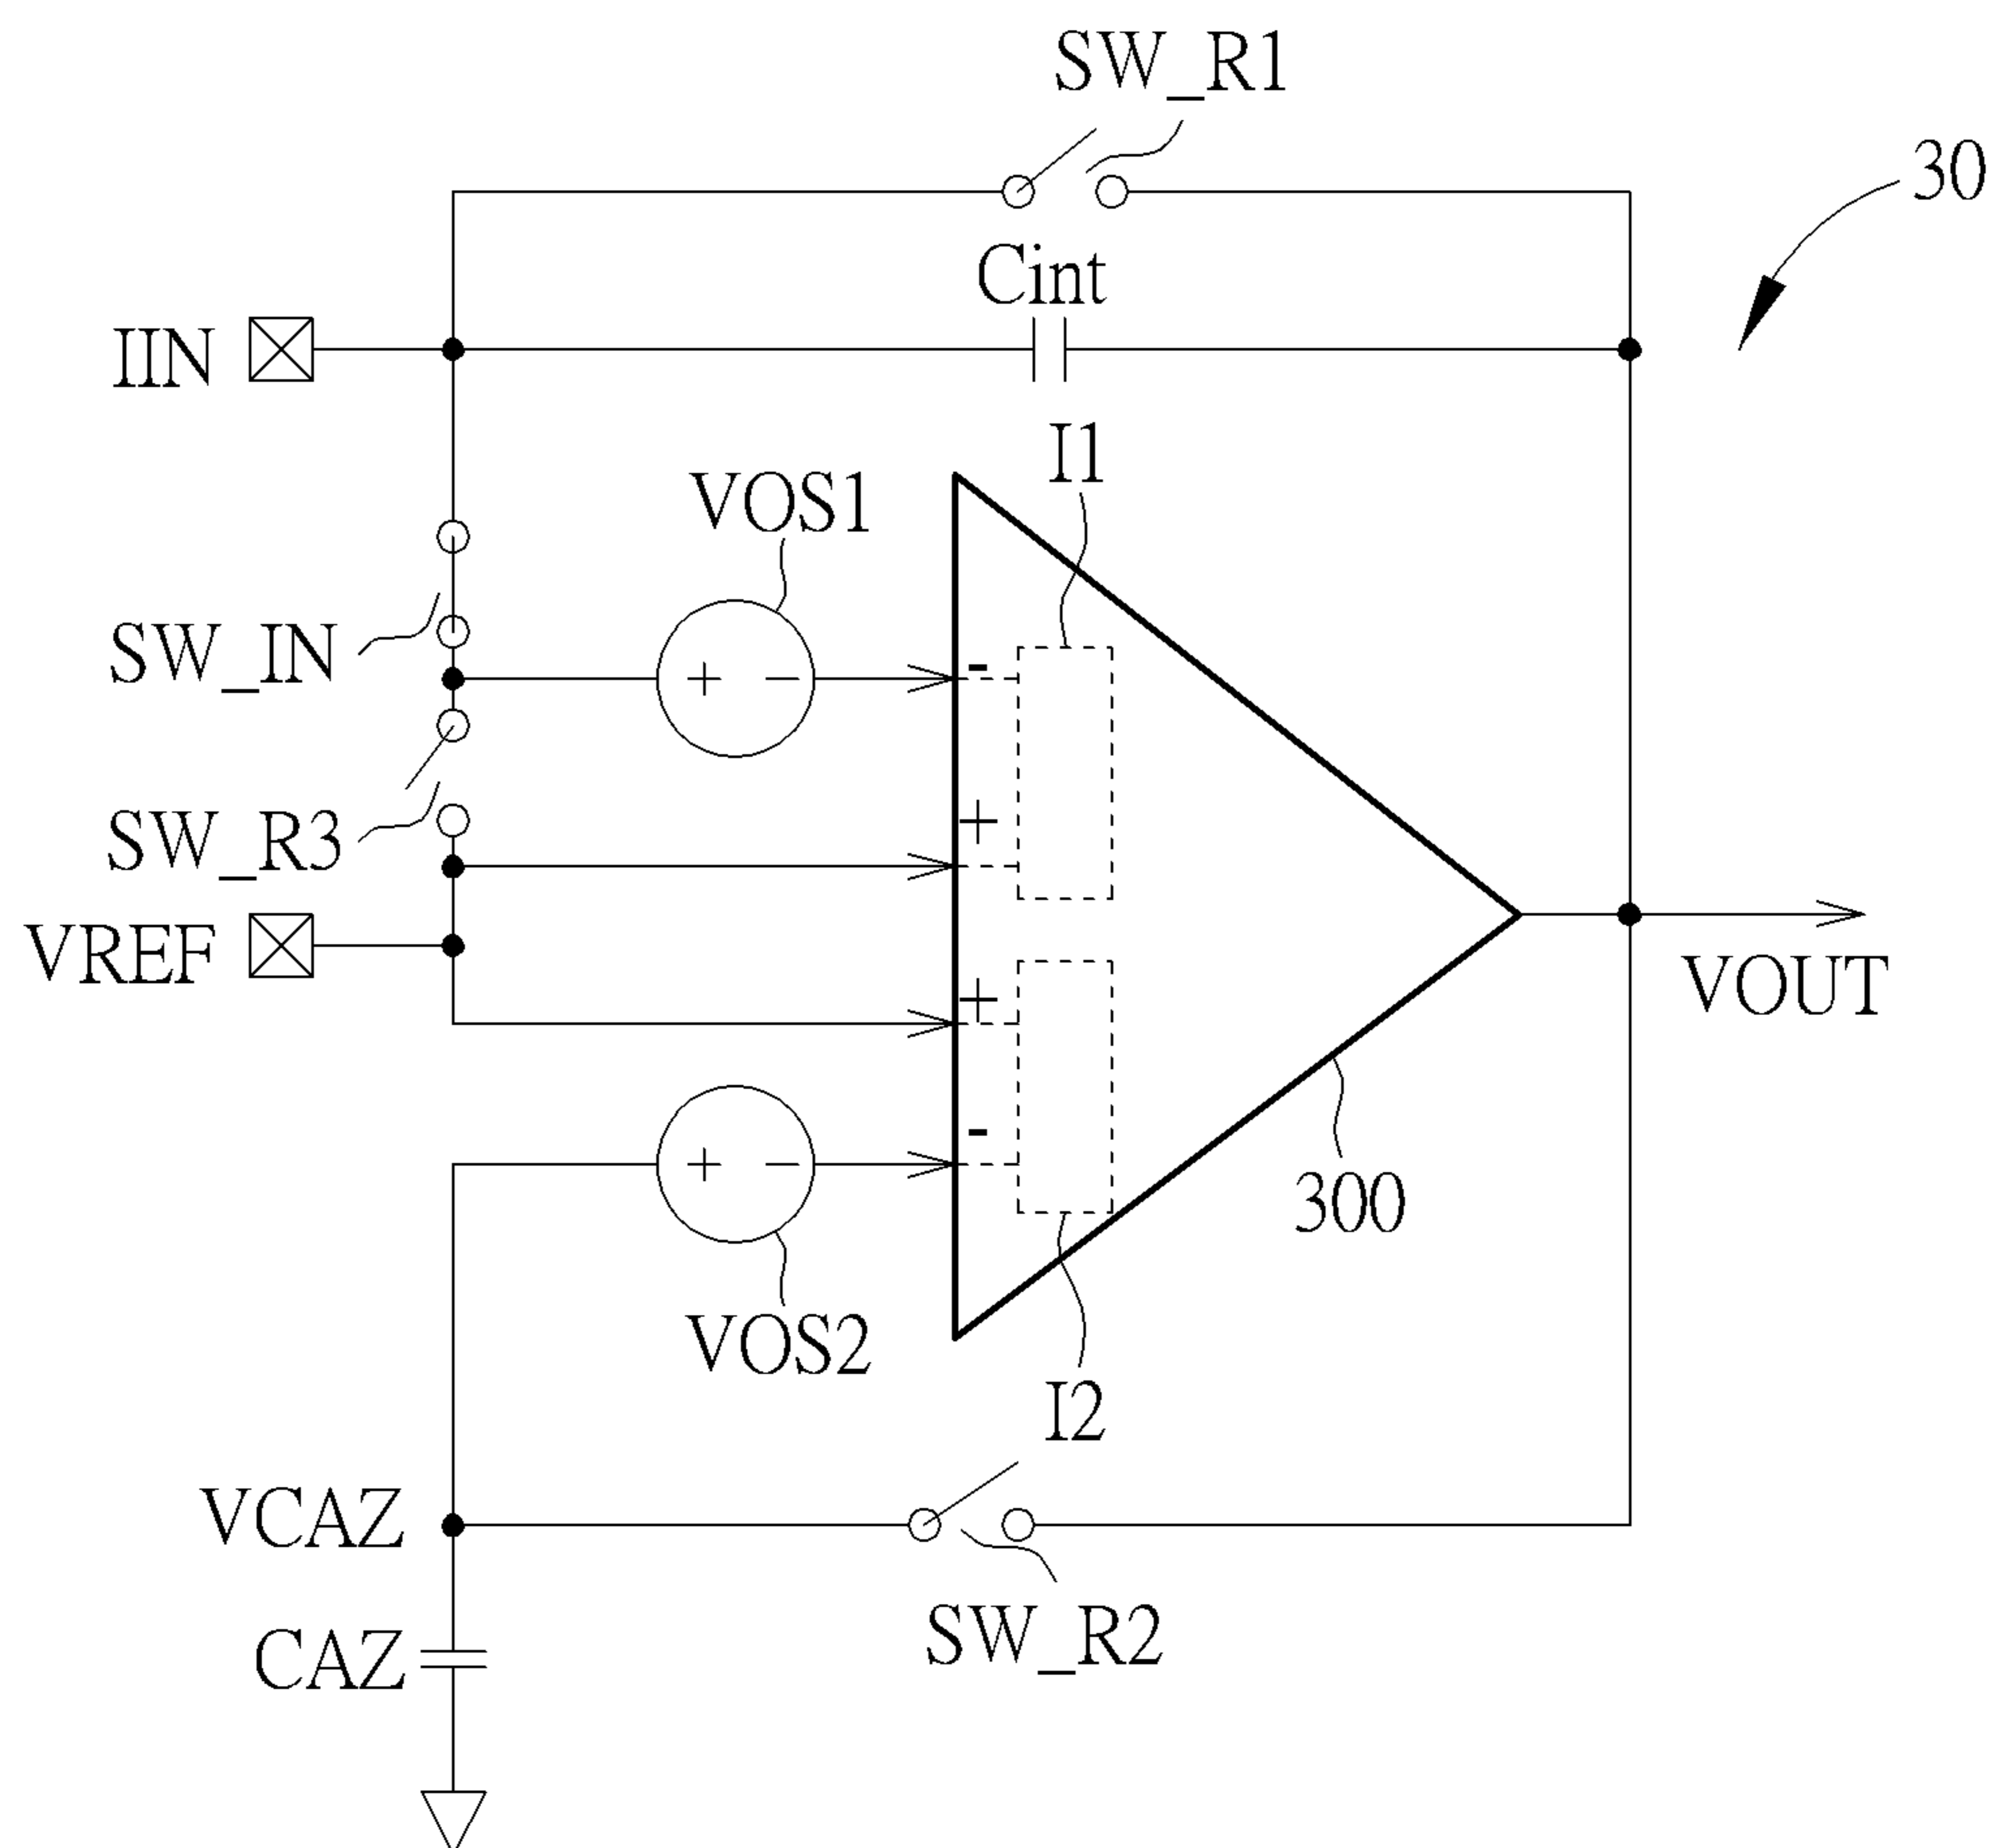 SW_R1
30
Cint
IIN
I1
VOS1
+ −
-
SW_IN
SW_R3
+
VREF
VOUT
+
-
+ −
300
VOS2
I2
VCAZ
SW_R2
CAZ